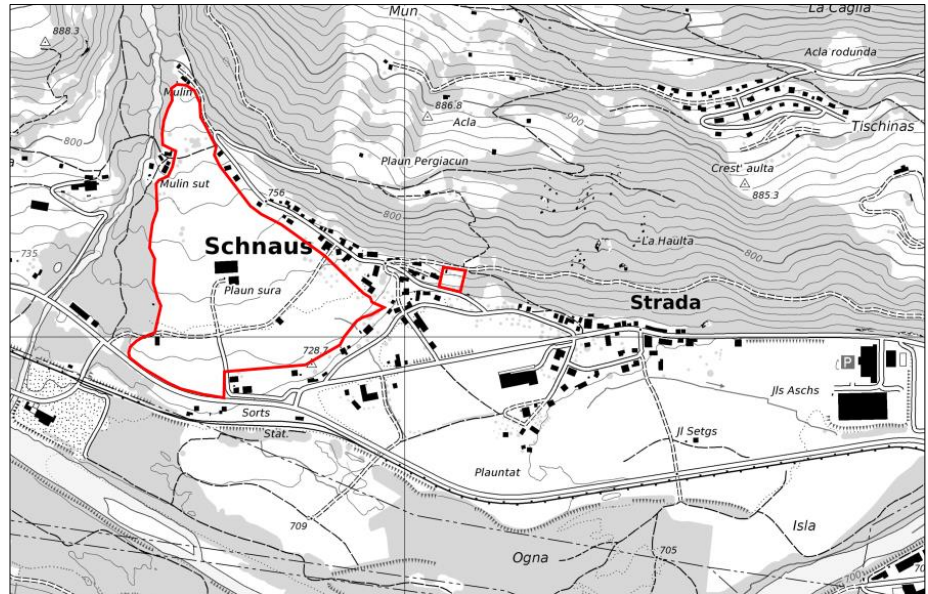 Mun
La Caglia
888.3
Acla rodunda
Mulin
886.8
Acla
900
Tischinas
800
Plaun Pergiacun
Crest' aulta
Mulin sut
756
885.3
800
735
Schnaus
La Haulta
800
Plaun sura
Strada
728.7
P
Jls Aschs
Sorts
Stat.
Jl Setgs
Plauntat
709
Isla
Ogna
705
700